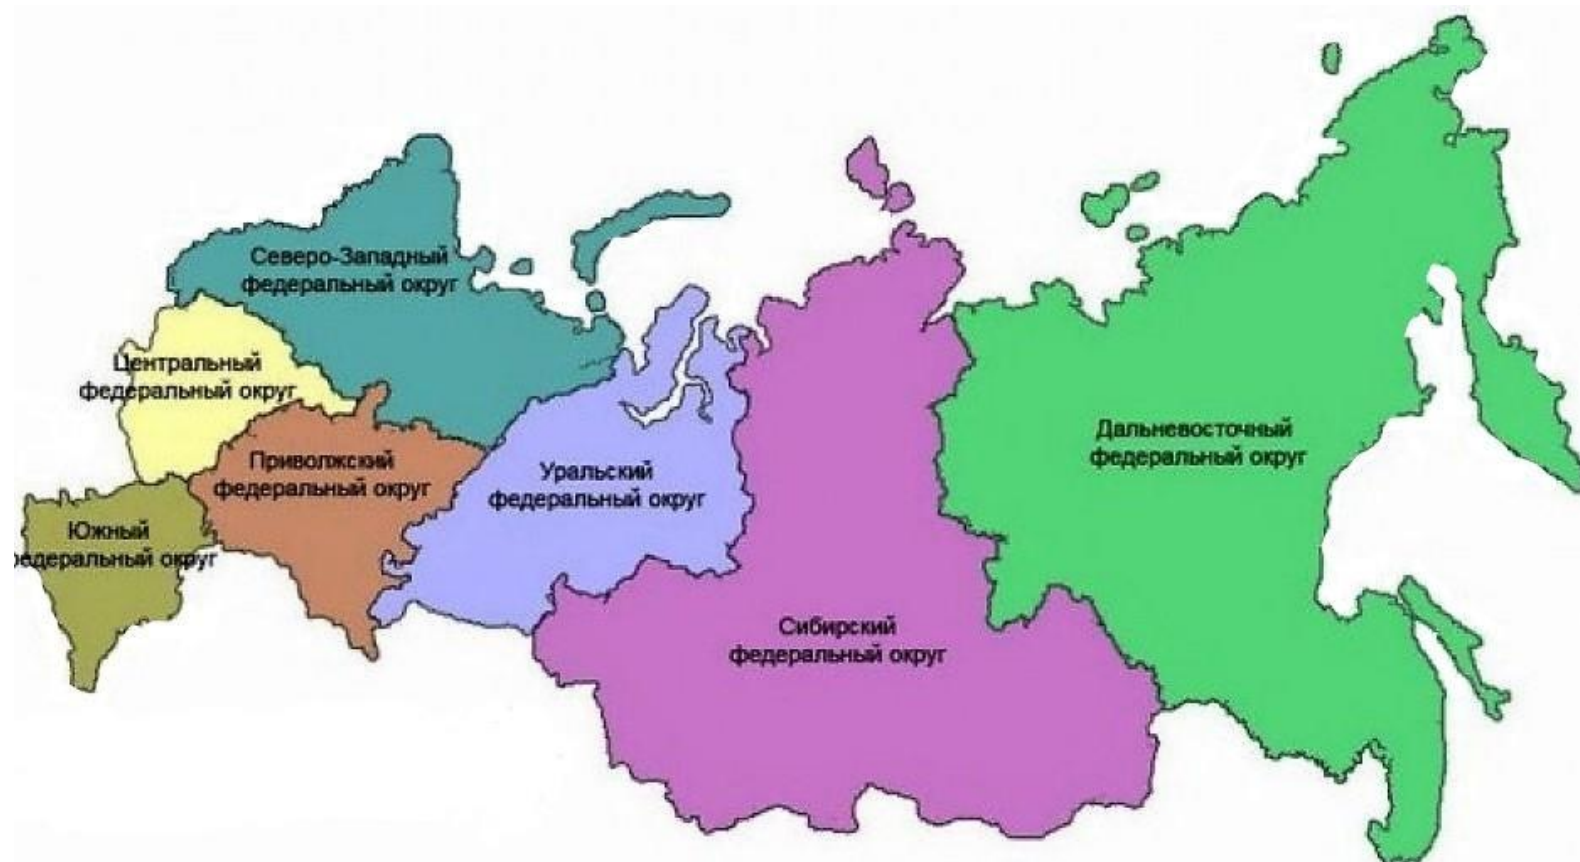 Северо-Западный
федеральный округ
Центральный
федеральный округ
Приволжский
федеральный округ
Уральский
федеральный округ
Южный
федеральный округ
Дальневосточный
федеральный округ
Сибирский
федеральный округ